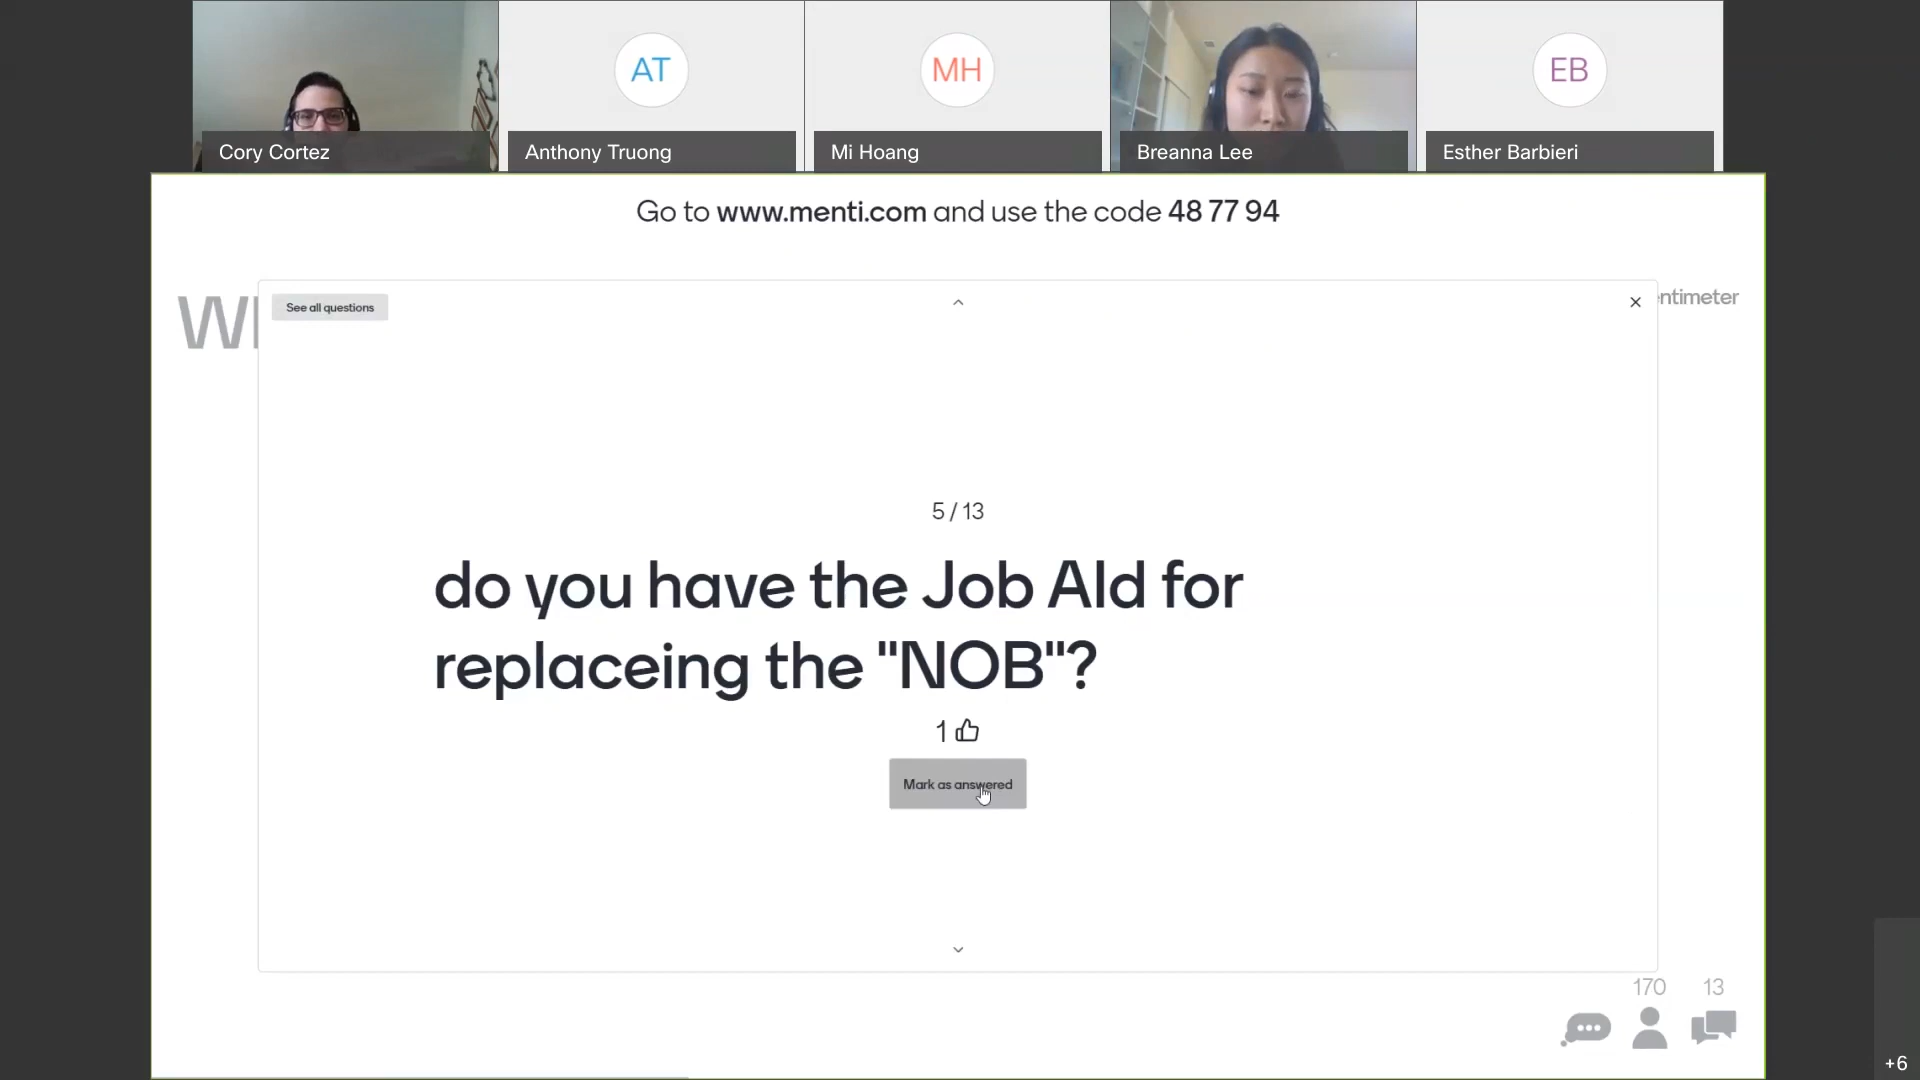 AT
MH
EB
Cory Cortez
Anthony Truong
Mi Hoang
Breanna Lee
Esther Barbieri
Go to www.menti.com and use the code 48 77 94
See all questions
ntimeter
5 / 13
do you have the Job AId for
replaceing the "NOB"?
1
Mark as answered
170
13
+6